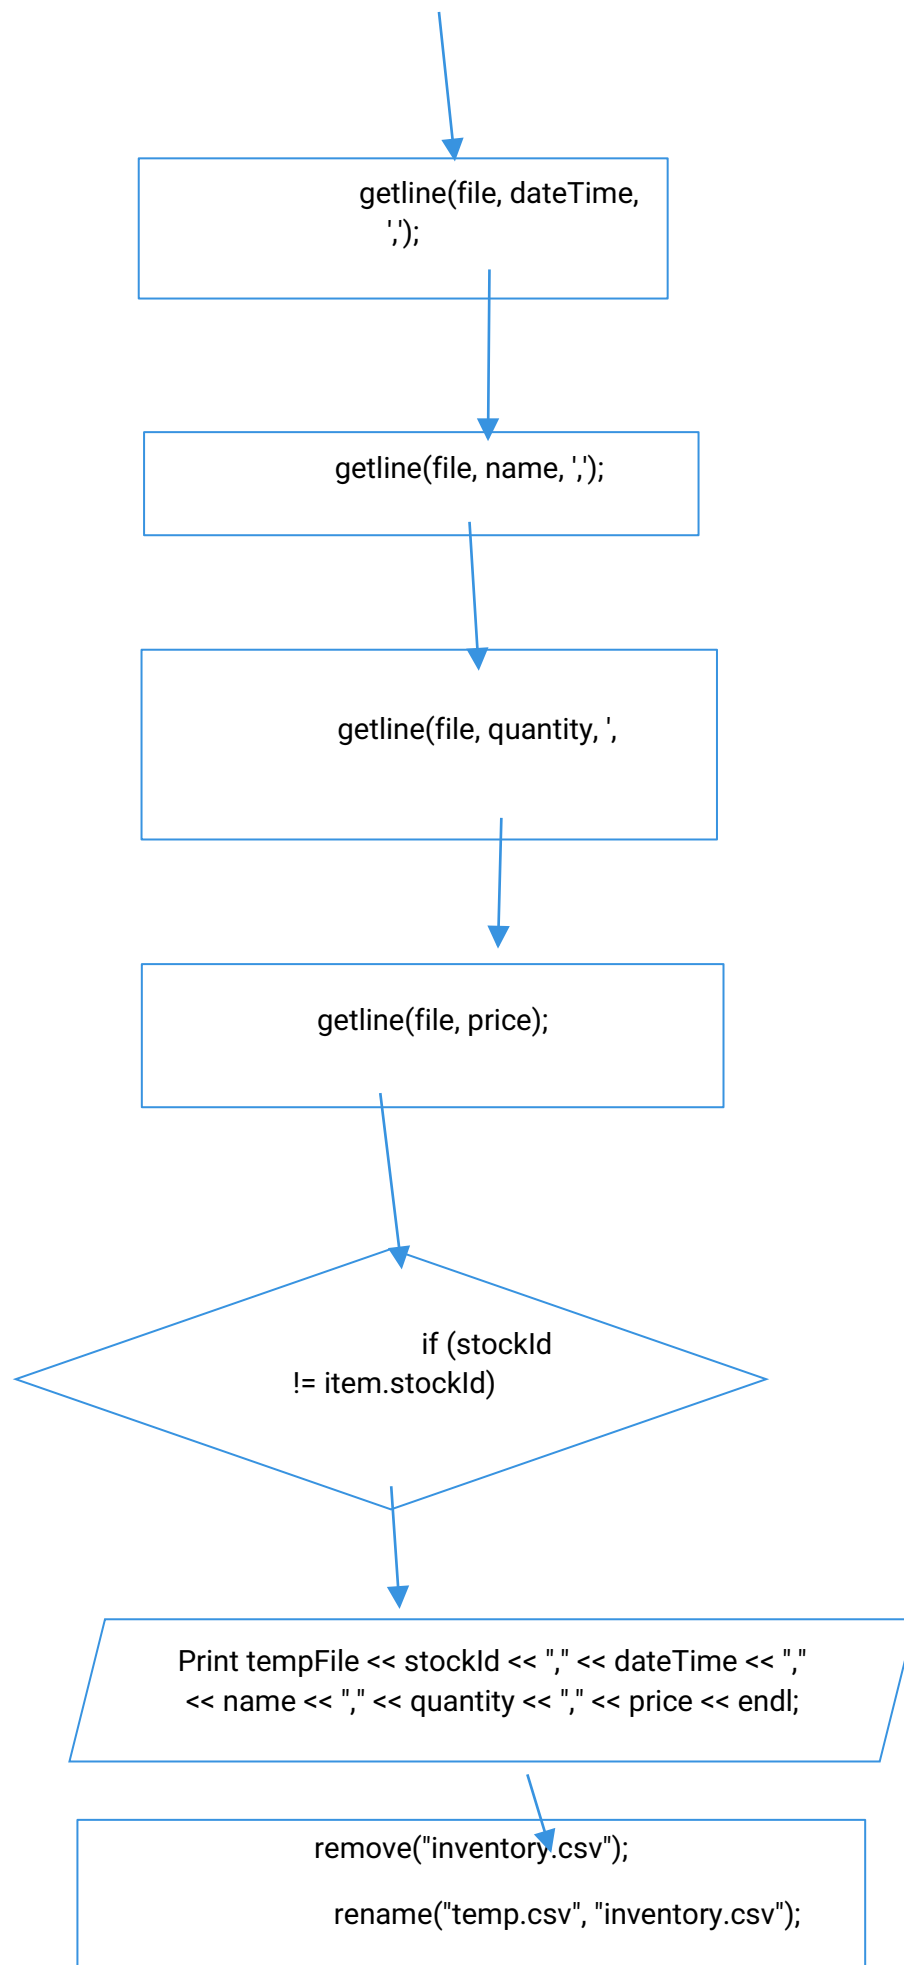 getline(file, dateTime,
',');
getline(file, name, ',');
getline(file, quantity, ',
getline(file, price);
if (stockId
!= item.stockId)
Print tempFile << stockId << "," << dateTime << ","
<< name << "," << quantity << "," << price << endl;
remove("inventory.csv");
rename("temp.csv", "inventory.csv");